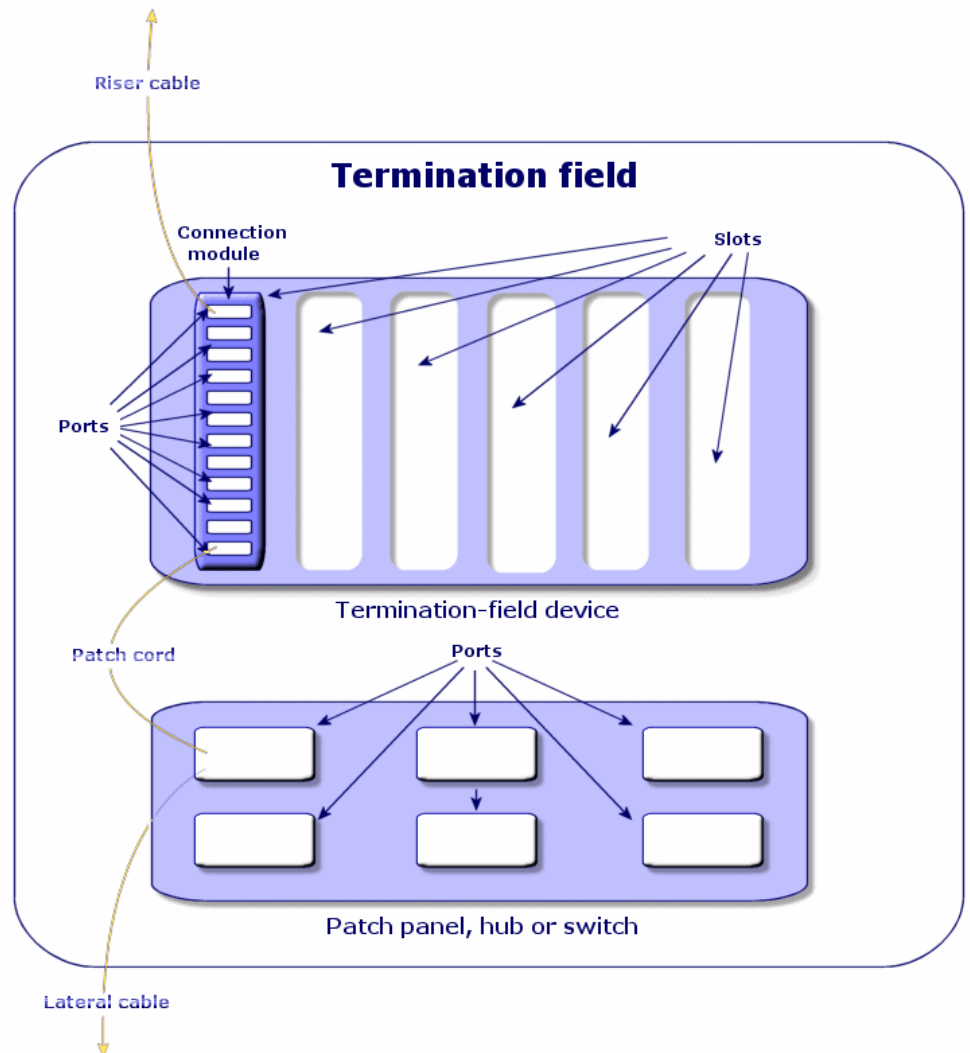 Riser cable
Termination field
Connection
module
Slots
Ports
Termination-field device
Patch cord
Ports
Patch panel, hub or switch
Lateral cable